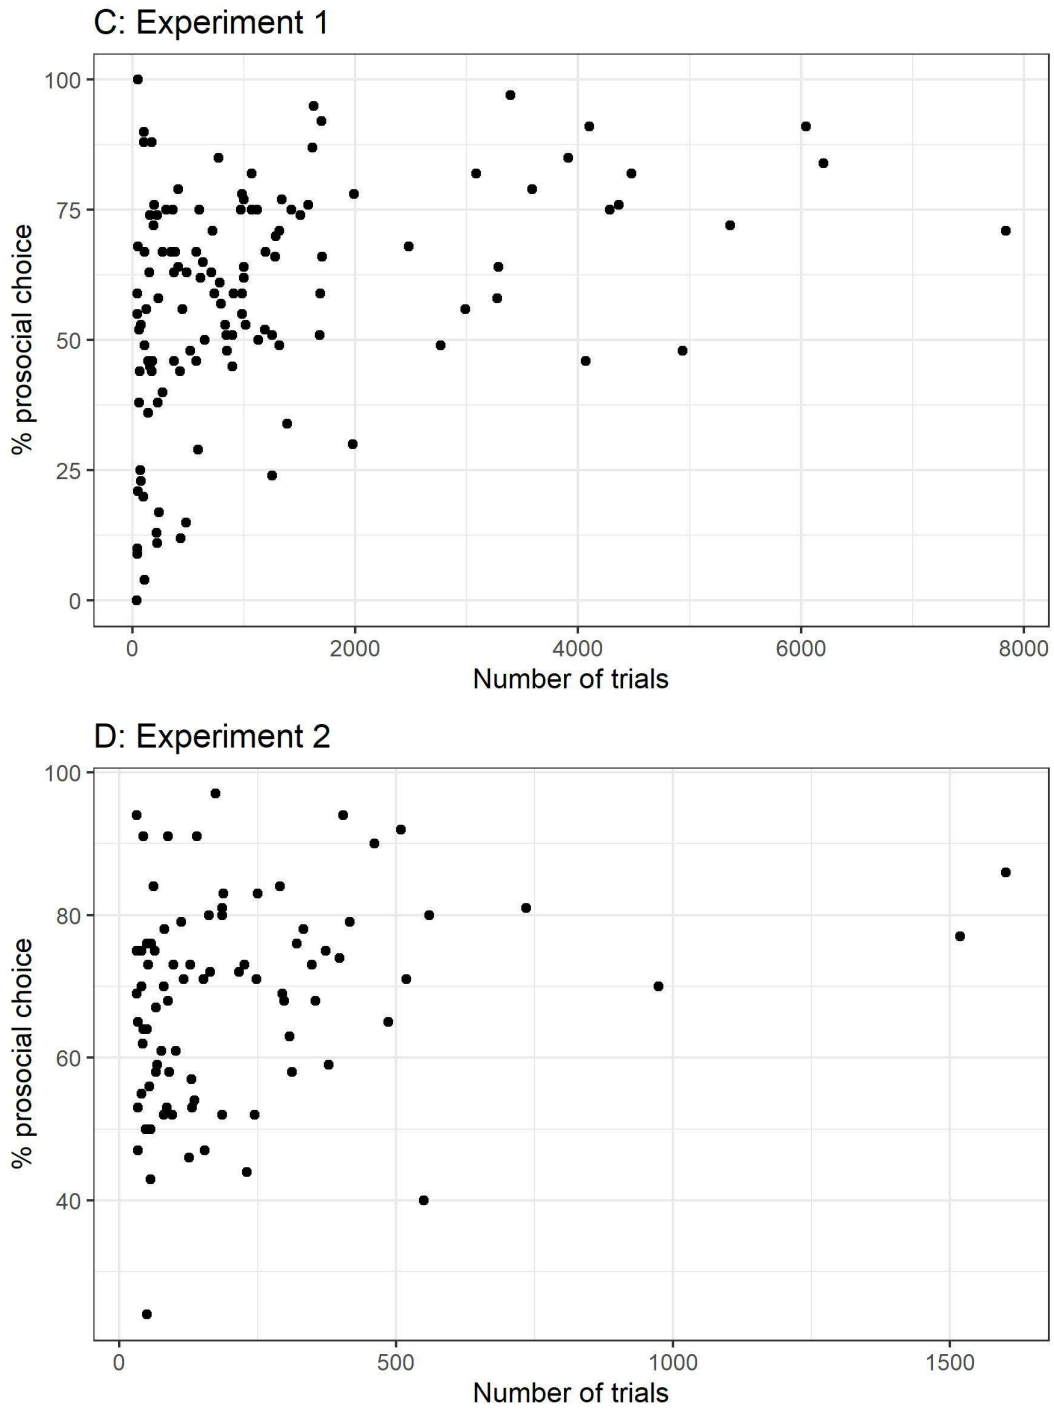 C: Experiment 1
100
75
50
25
0
% prosocial choice
0 2000 4000 6000 8000
Number of trials
D: Experiment 2
100
80
60
40
% prosocial choice
0 500 1000 1500
Number of trials